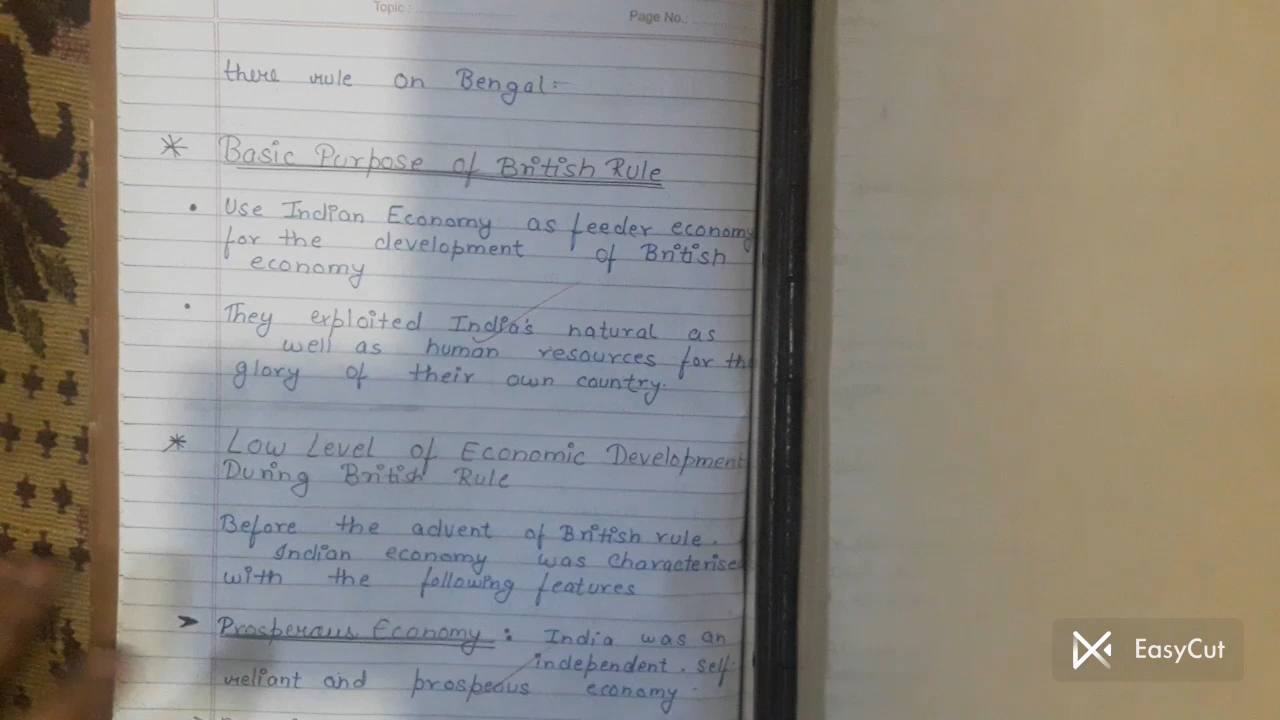 Topic :
Page No.:
there rule on Bengal:-
* Basic Purpose of British Rule
• Use Indian Economy as feeder economy
for the development of British
economy
• They exploited India's natural as
well as human resources for th
glory of their own country.
* Low Level of Economic Development
During British Rule
Before the advent of British rule.
Indian economy was characterise
with the following features
➤ Prosperous Economy : India was an
independent. self-
reliant and prospeous economy.
EasyCut